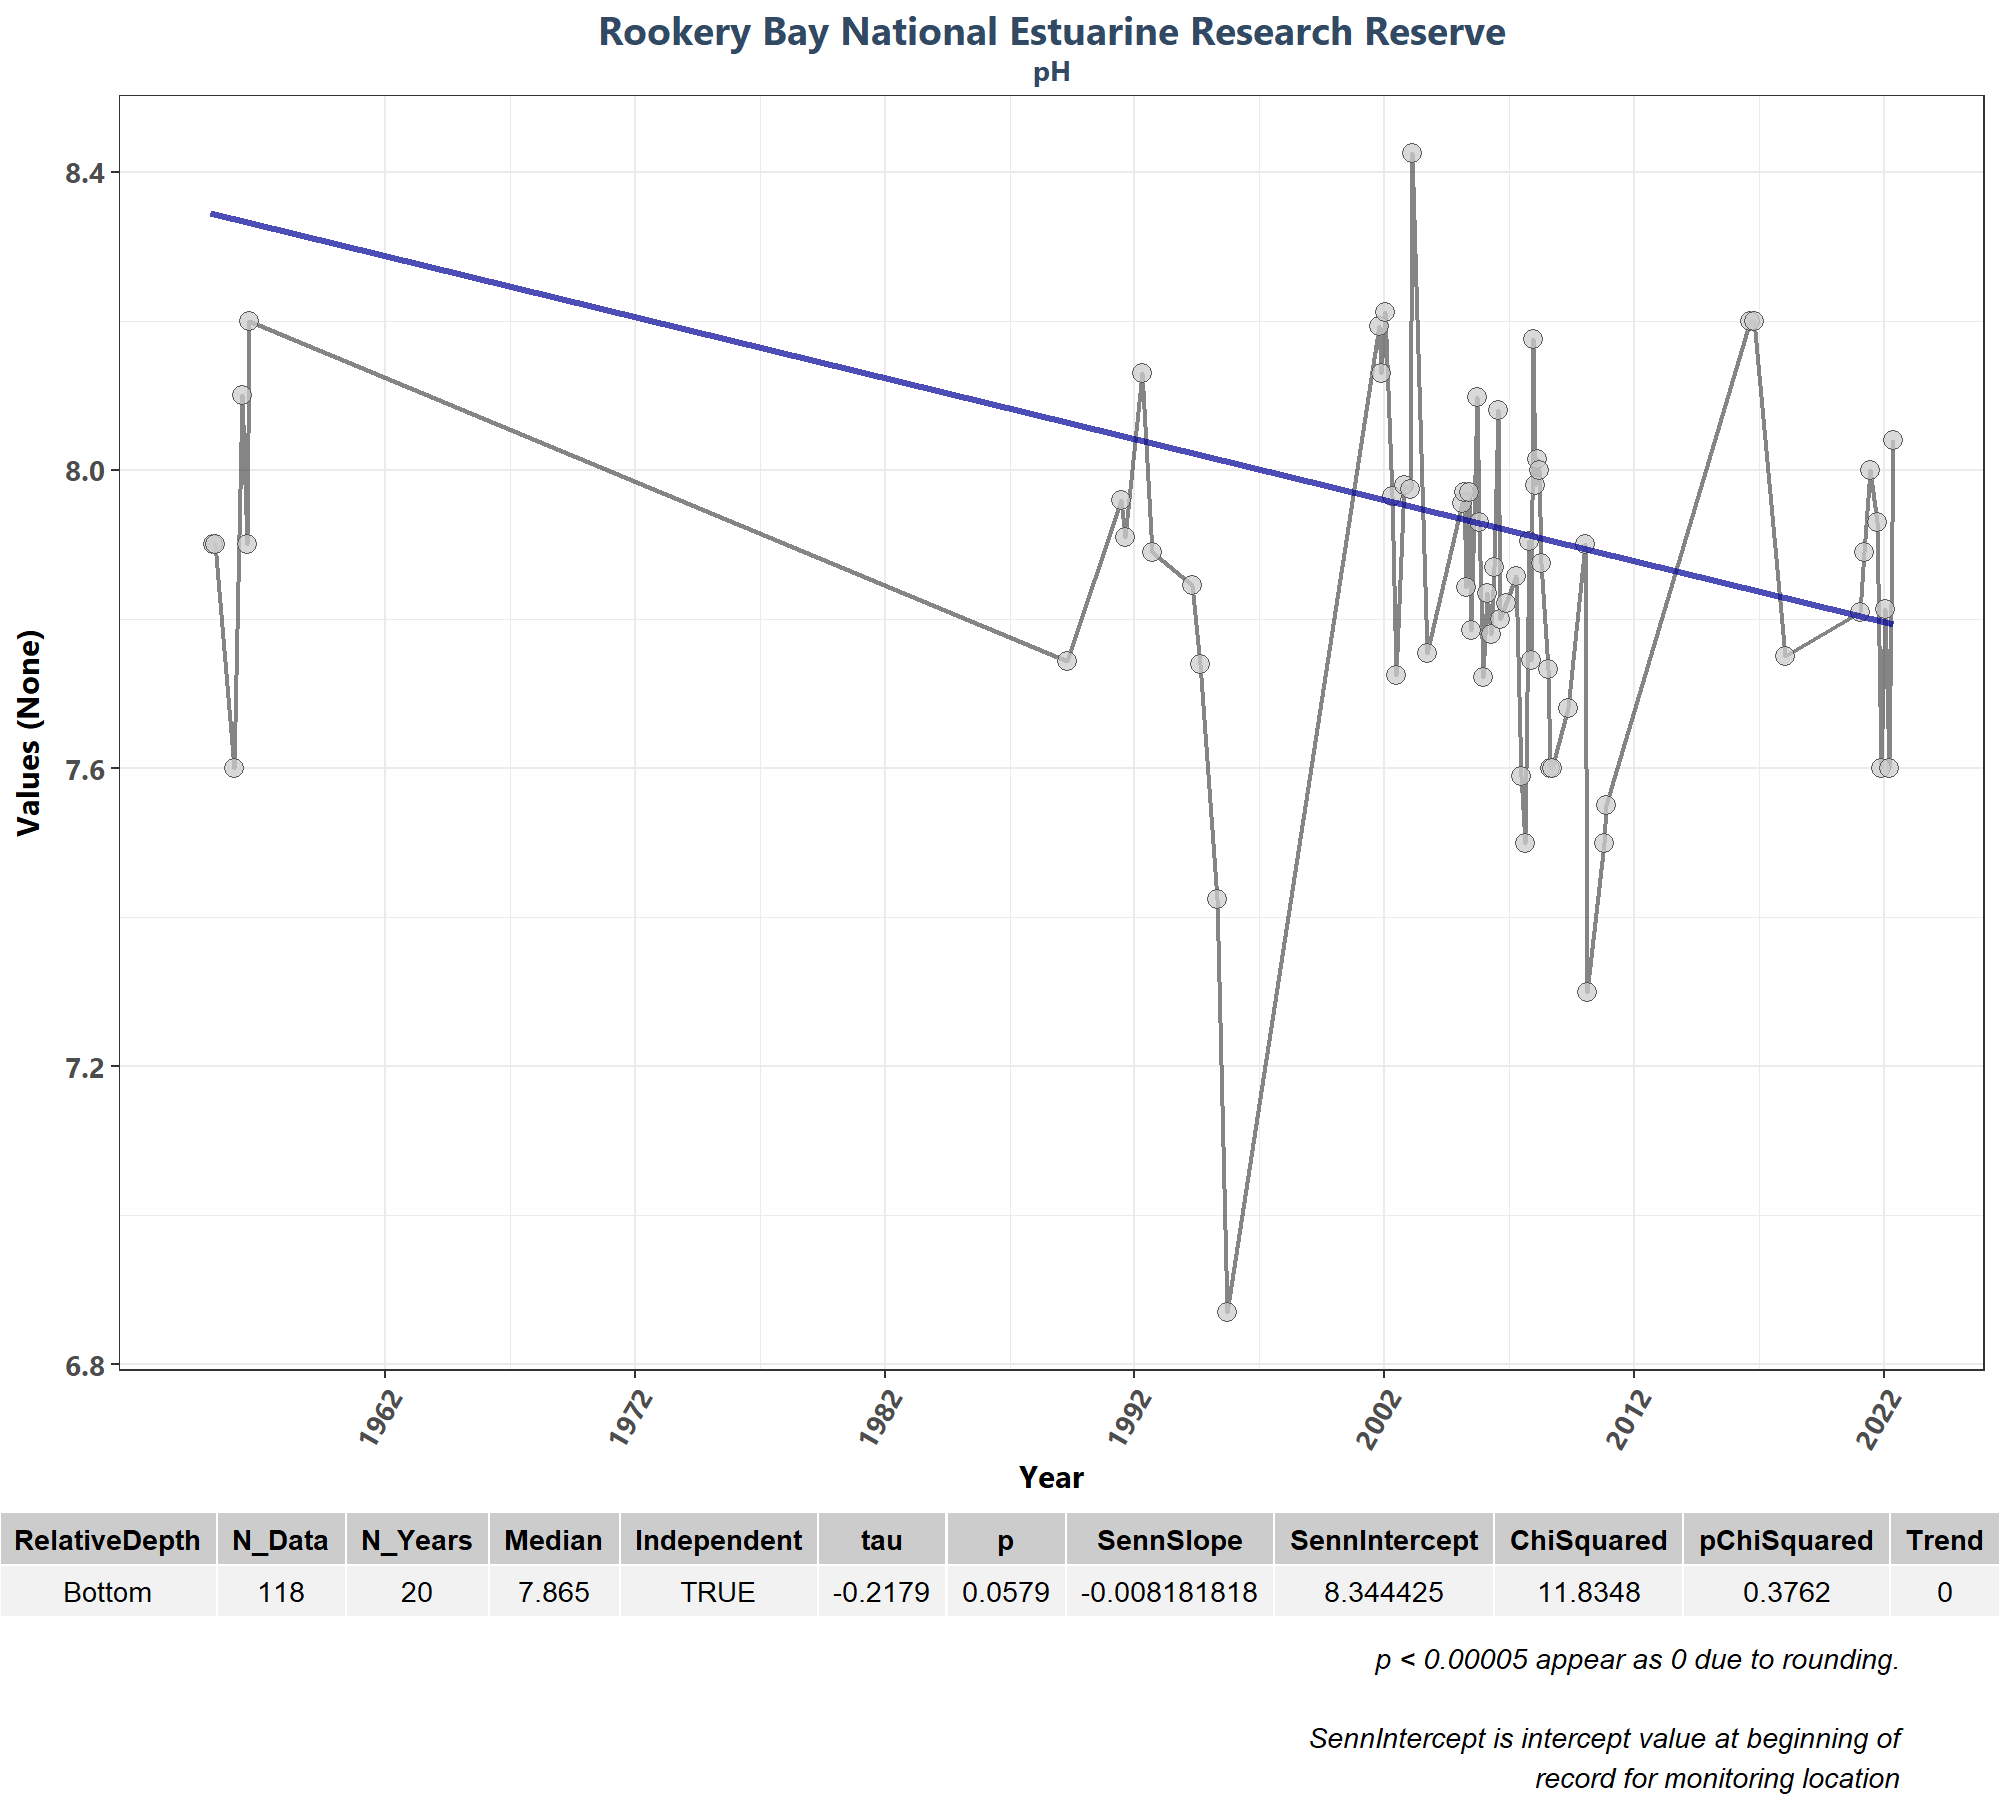 Rookery Bay National Estuarine Research Reserve
pH
8.4
8.0
7.6
7.2
6.8
Values (None)
1962 1972 1982 1992 2002 2012 2022
Year
RelativeDepth N_Data N_Years Median Independent tau p SennSlope SennIntercept ChiSquared pChiSquared Trend
Bottom 118 20 7.865 TRUE -0.2179 0.0579 -0.008181818 8.344425 11.8348 0.3762 0
p < 0.00005 appear as 0 due to rounding.
SennIntercept is intercept value at beginning of
record for monitoring location